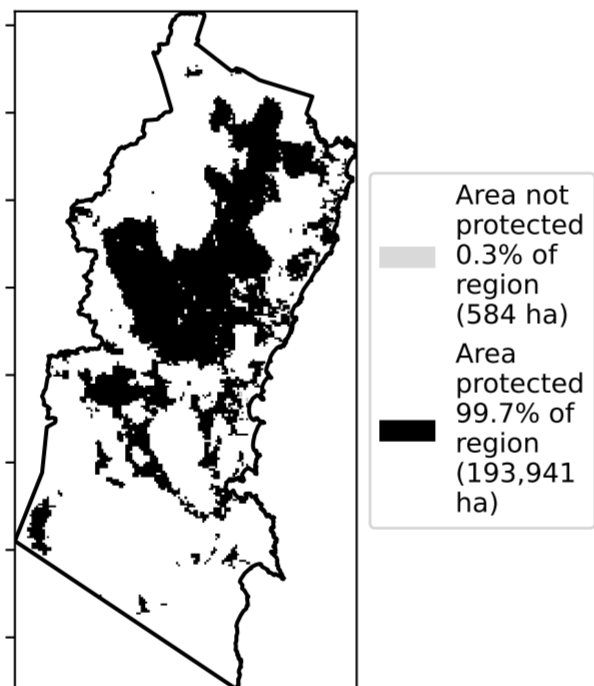 Area not
protected
0.3% of
region
(584 ha)
Area
protected
99.7% of
region
(193,941
ha)